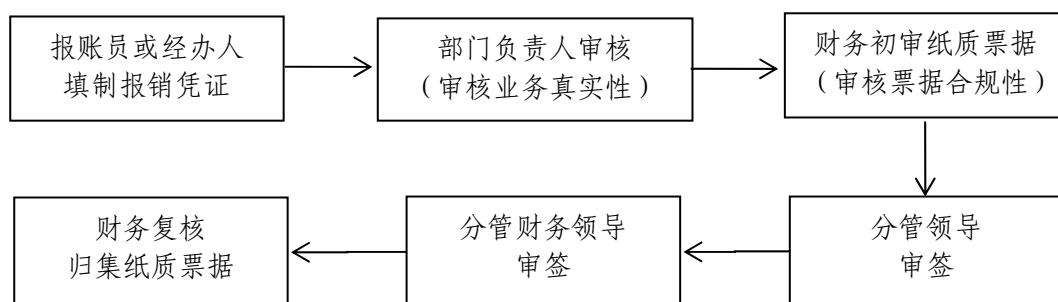 报账员或经办人
填制报销凭证
部门负责人审核
（审核业务真实性）
财务初审纸质票据
（审核票据合规性）
分管领导
审签
分管财务领导
审签
财务复核
归集纸质票据